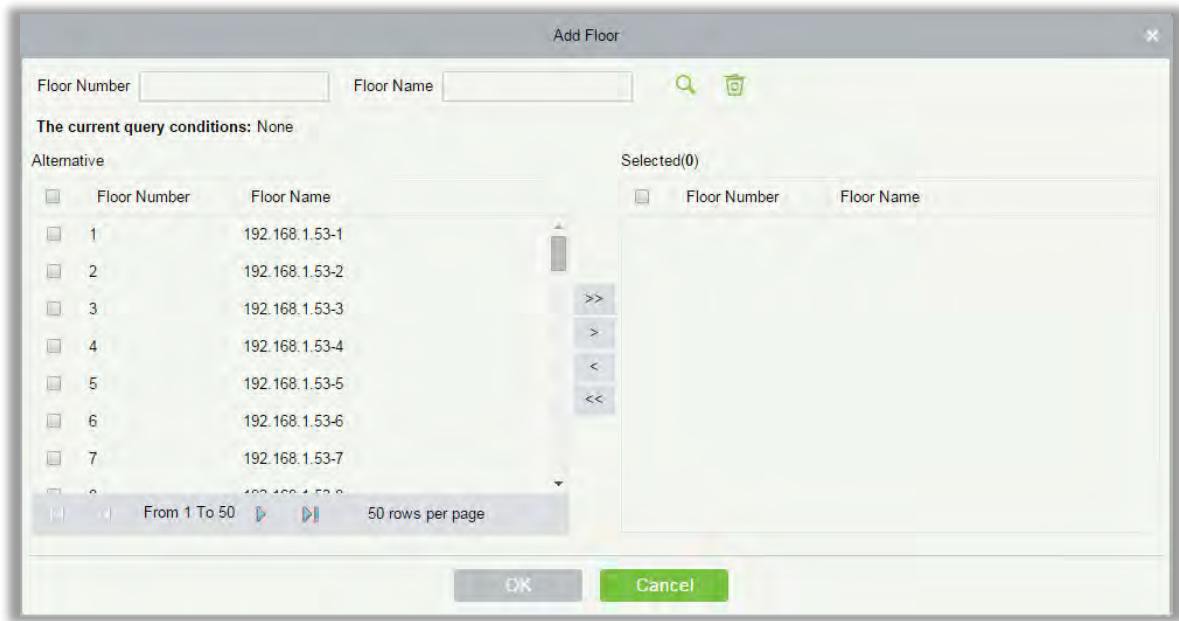 Add Floor
Floor Number Floor Name
The current query conditions: None
Alternative Selected(0)
Floor Number Floor Name Floor Number Floor Name
1 192.168.1.53-1
2 192.168.1.53-2
3 192.168.1.53-3
4 192.168.1.53-4
5 192.168.1.53-5
6 192.168.1.53-6
7 192.168.1.53-7
>>
>
<
<<
From 1 To 50 50 rows per page
OK Cancel